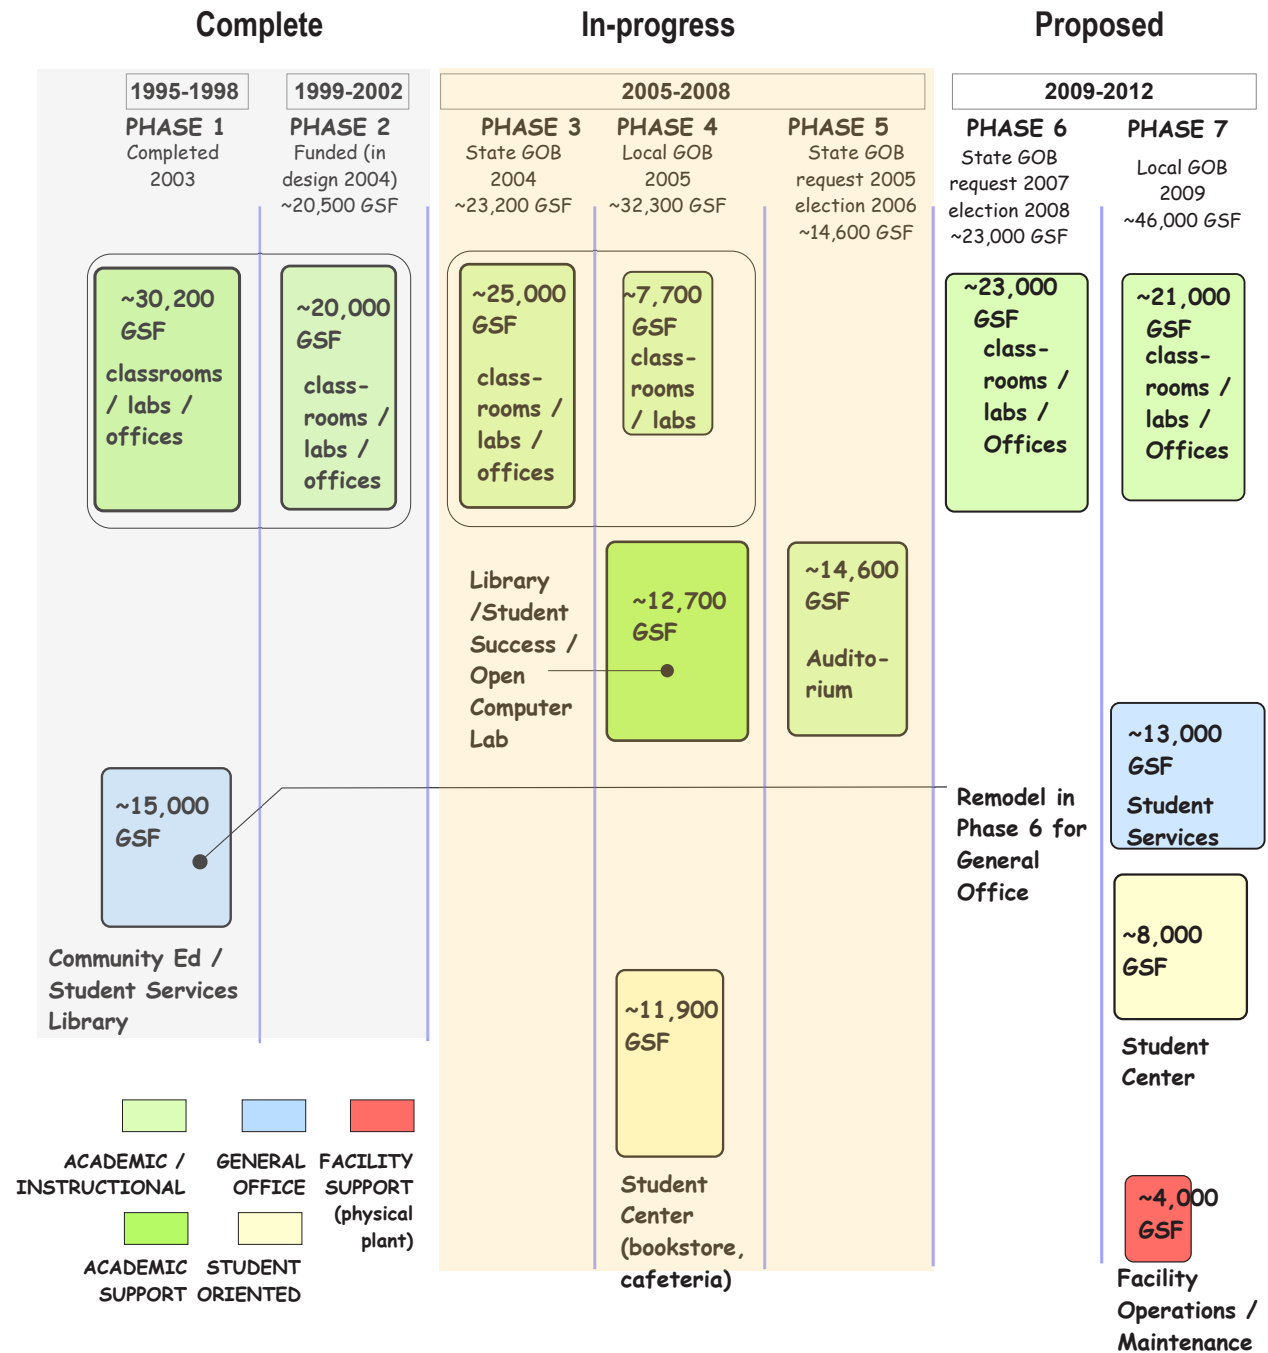 Complete
In-progress
Proposed
1995-1998
1999-2002
2005-2008
2009-2012
PHASE 1
Completed
2003
PHASE 2
Funded (in
design 2004)
~20,500 GSF
PHASE 3
State GOB
2004
~23,200 GSF
PHASE 4
Local GOB
2005
~32,300 GSF
PHASE 5
State GOB
request 2005
election 2006
~14,600 GSF
PHASE 6
State GOB
request 2007
election 2008
~23,000 GSF
PHASE 7
Local GOB
2009
~46,000 GSF
~30,200
GSF
classrooms
/ labs /
offices
~20,000
GSF
class-
rooms /
labs /
offices
~25,000
GSF
class-
rooms /
labs /
offices
~7,700
GSF
class-
rooms
/ labs
~23,000
GSF
class-
rooms /
labs /
Offices
~21,000
GSF
class-
rooms /
labs /
Offices
Library
/Student
Success /
Open
Computer
Lab
~12,700
GSF
~14,600
GSF
Audito-
rium
~13,000
GSF
Student
Services
~15,000
GSF
Community Ed /
Student Services
Library
Remodel in
Phase 6 for
General
Office
~8,000
GSF
Student
Center
~11,900
GSF
Student
Center
(bookstore,
cafeteria)
~4,000
GSF
Facility
Operations /
Maintenance
ACADEMIC /
INSTRUCTIONAL
GENERAL
OFFICE
FACILITY
SUPPORT
(physical
plant)
ACADEMIC
SUPPORT
STUDENT
ORIENTED